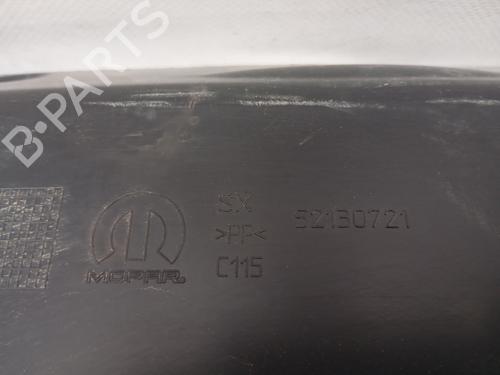 B-PARTS
SX
>PP<
52130721
C115
MOPAR